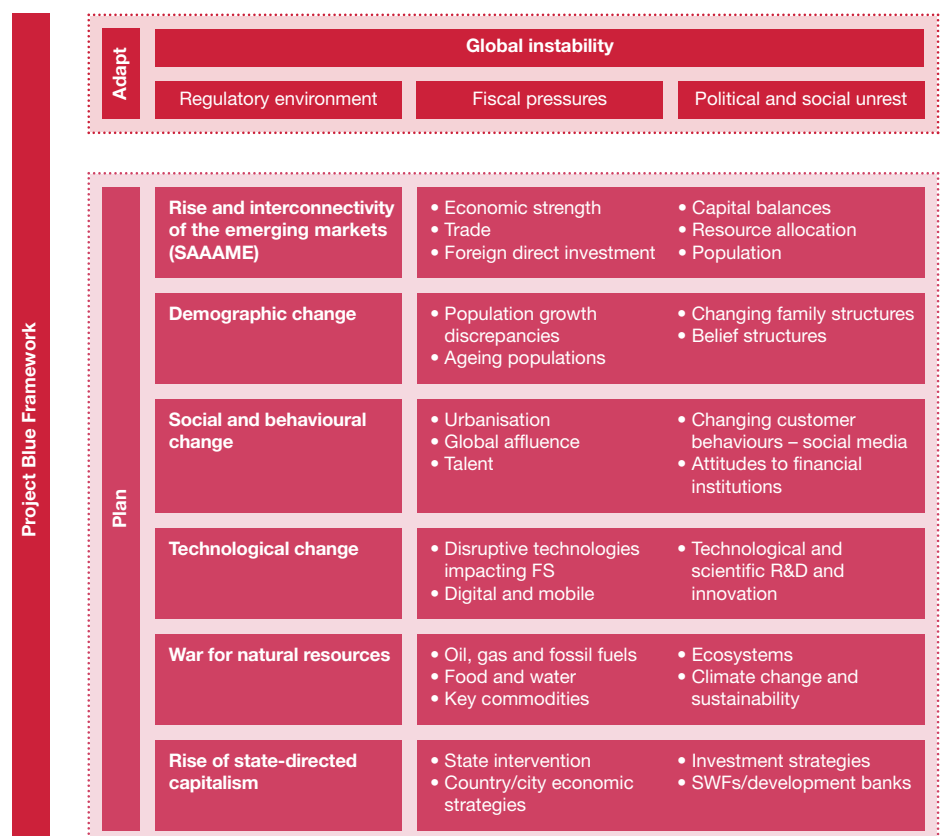 Project Blue Framework
Adapt
Global instability
Regulatory environment
Fiscal pressures
Political and social unrest
Plan
Rise and interconnectivity
of the emerging markets
(SAAAME)
• Economic strength
• Trade
• Foreign direct investment
• Capital balances
• Resource allocation
• Population
Demographic change
• Population growth
discrepancies
• Ageing populations
• Changing family structures
• Belief structures
Social and behavioural
change
• Urbanisation
• Global affluence
• Talent
• Changing customer
behaviours – social media
• Attitudes to financial
institutions
Technological change
• Disruptive technologies
impacting FS
• Digital and mobile
• Technological and
scientific R&D and
innovation
War for natural resources
• Oil, gas and fossil fuels
• Food and water
• Key commodities
• Ecosystems
• Climate change and
sustainability
Rise of state-directed
capitalism
• State intervention
• Country/city economic
strategies
• Investment strategies
• SWFs/development banks